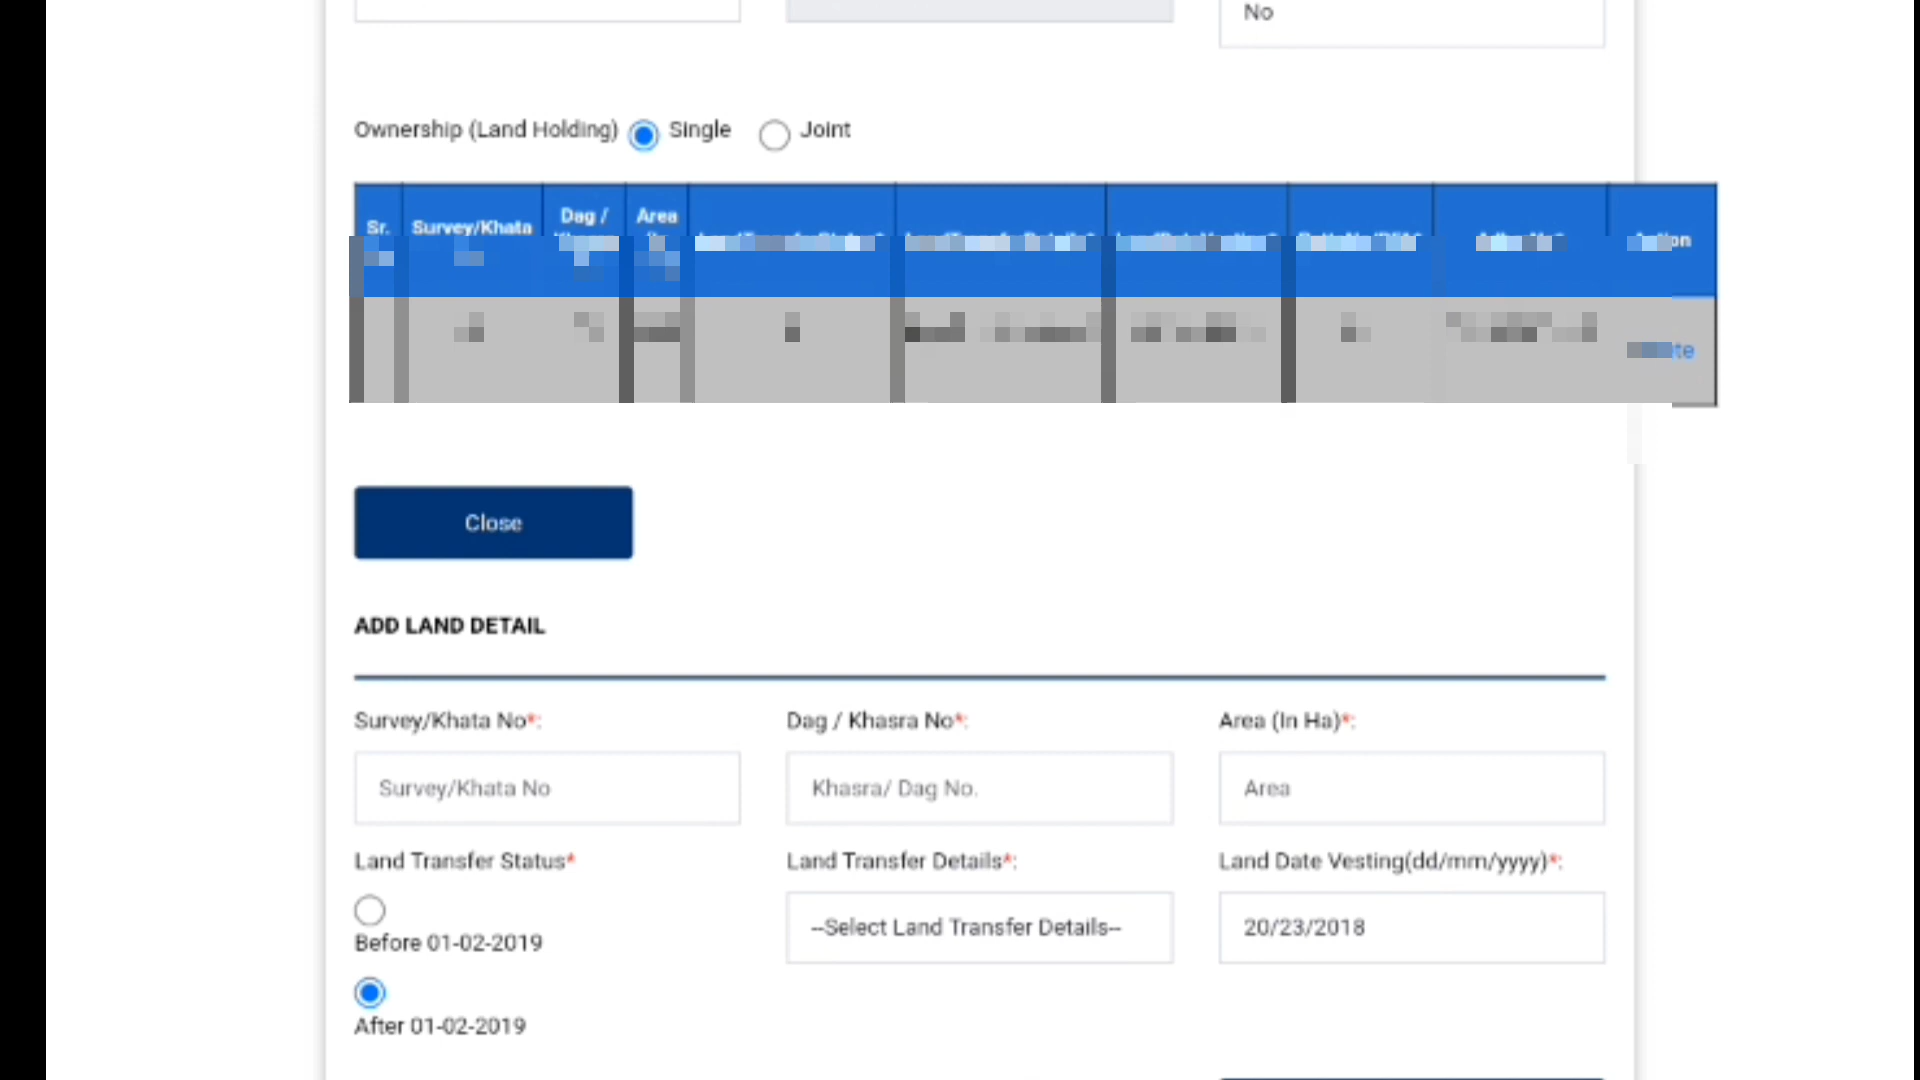 No
Ownership (Land Holding) Single Joint
Sr. Survey/Khata Dag / Area
Close
ADD LAND DETAIL
Survey/Khata No*: Dag / Khasra No*: Area (In Ha)*:
Survey/Khata No Khasra/ Dag No. Area
Land Transfer Status* Land Transfer Details*: Land Date Vesting(dd/mm/yyyy)*:
--Select Land Transfer Details-- 20/23/2018
Before 01-02-2019
After 01-02-2019